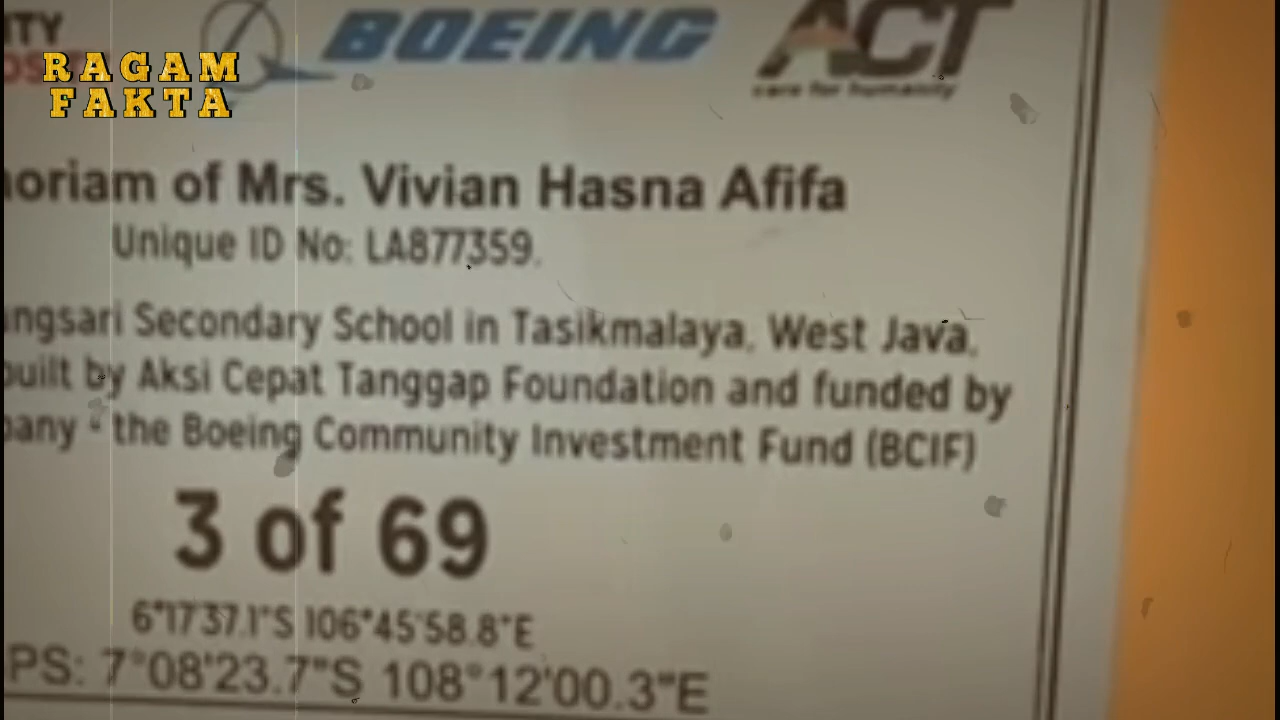 ITY
BOEING
ACT
care for humanity
RAGAM
FAKTA
oriam of Mrs. Vivian Hasna Afifa
Unique ID No: LA877359.
ngsari Secondary School in Tasikmalaya, West Java,
built by Aksi Cepat Tanggap Foundation and funded by
pany - the Boeing Community Investment Fund (BCIF)
3 of 69
6°17'37.1"S 106°45'58.8"E
PS: 7°08'23.7"S 108°12'00.3"E